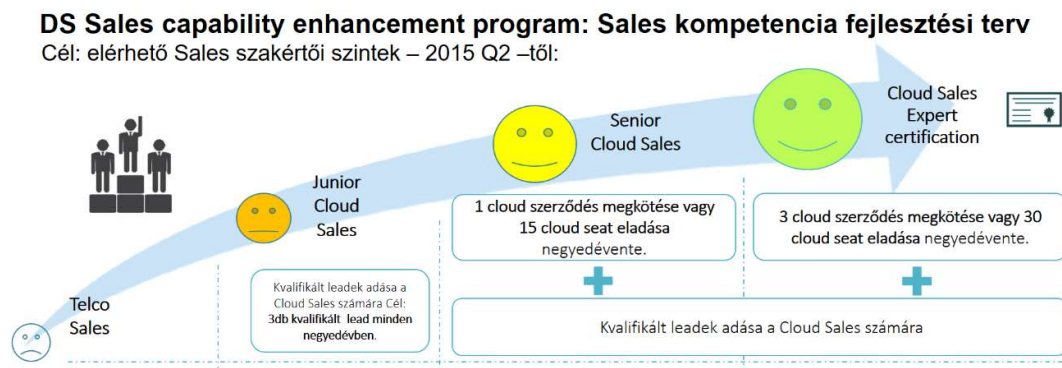 DS Sales capability enhancement program: Sales kompetencia fejlesztési terv
Cél: elérhető Sales szakértői szintek – 2015 Q2 –től:
Telco
Sales
Junior
Cloud
Sales
Kvalifikált leadek adása a
Cloud Sales számára Cél:
3db kvalifikált lead minden
negyedévben.
Senior
Cloud Sales
1 cloud szerződés megkötése vagy
15 cloud seat eladása
negyedévente.
Cloud Sales
Expert
certification
3 cloud szerződés megkötése vagy 30
cloud seat eladása negyedévente.
Kvalifikált leadek adása a Cloud Sales számára